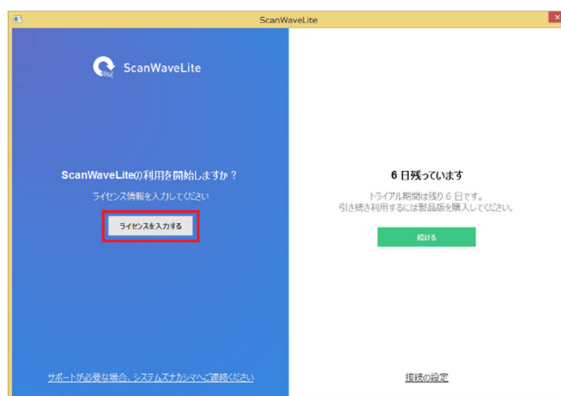 ScanWaveLite
ScanWaveLite
ScanWaveLiteの利用を開始しますか？
ライセンス情報を入力してください
ライセンスを入力する
サポートが必要な場合、システムズナカシマへご連絡ください
6 日残っています
トライアル期間は残り 6 日です。
引き続き利用するには製品版を購入してください。
続ける
接続の設定